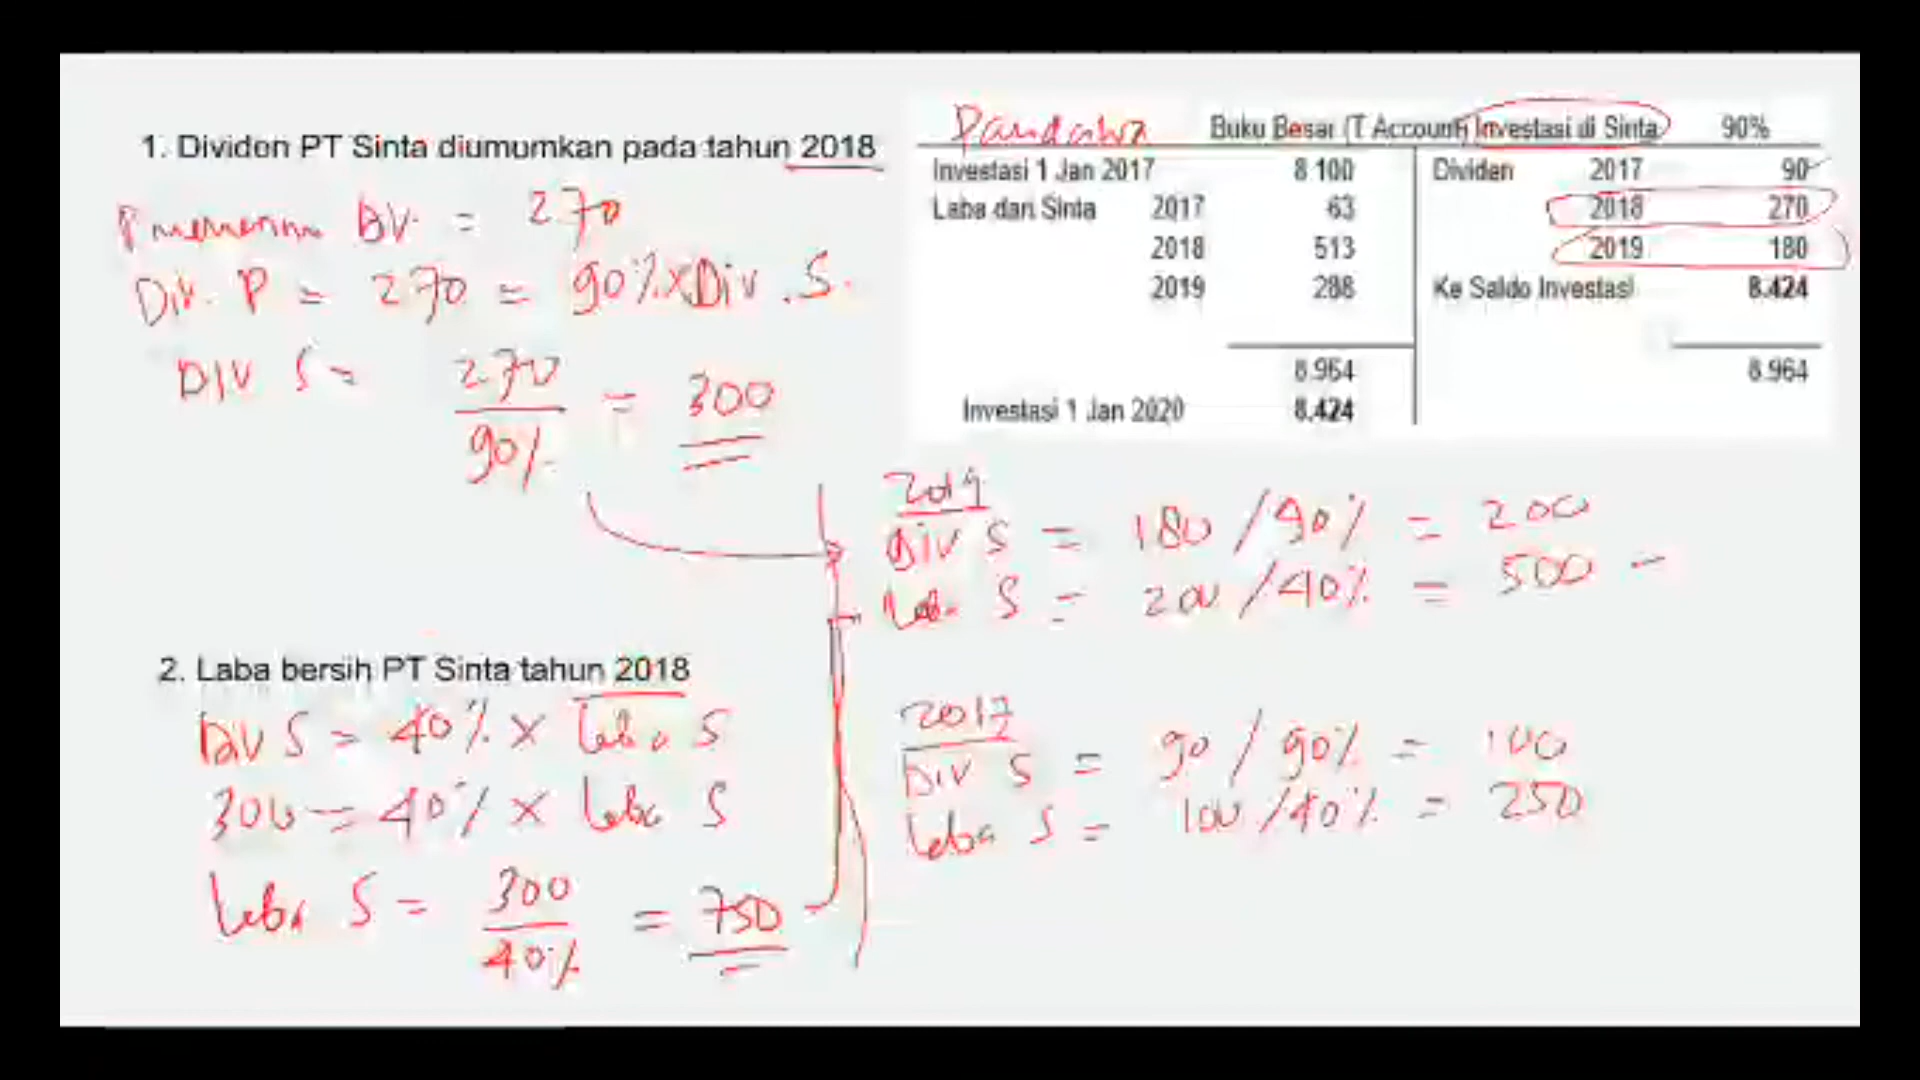 1. Dividen PT Sinta diumumkan pada tahun 2018
P menerima DV. = 270
Div. P = 270 = 90% x Div. S.
DIV S = 270 / 90% = 300
2. Laba bersih PT Sinta tahun 2018
DIV S = 40% x laba S
300 = 40% x laba S
laba S = 300 / 40% = 750
Pandawa Buku Besar (T Account) Investasi di Sinta 90%
Investasi 1 Jan 2017 8.100 Dividen 2017 90
Laba dari Sinta 2017 63 2018 270
2018 513 2019 180
2019 288 Ke Saldo Investasi 8.424
8.964 8.964
Investasi 1 Jan 2020 8.424
2019
DIV S = 180 / 90% = 200
Laba S = 200 / 40% = 500
2017
DIV S = 90 / 90% = 100
laba S = 100 / 40% = 250